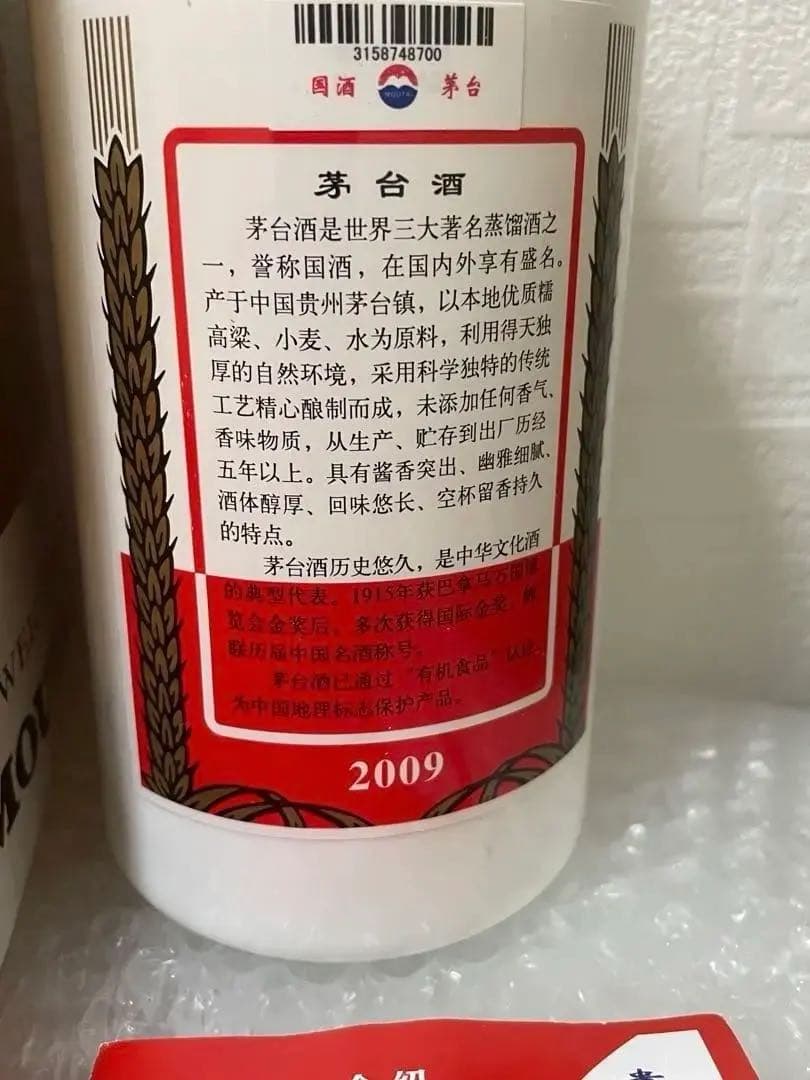 3158748700
国酒 MOUTAI 茅台
茅台酒
茅台酒是世界三大著名蒸馏酒之
一，誉称国酒，在国内外享有盛名。
产于中国贵州茅台镇，以本地优质糯
高粱、小麦、水为原料，利用得天独
厚的自然环境，采用科学独特的传统
工艺精心酿制而成，未添加任何香气、
香味物质，从生产、贮存到出厂历经
五年以上。具有酱香突出、幽雅细腻、
酒体醇厚、回味悠长、空杯留香持久
的特点。
茅台酒历史悠久，是中华文化酒
的典型代表。1915年获巴拿马万国博
览会金奖后，多次获得国际金奖，蝉
联历届中国名酒称号。
茅台酒已通过“有机食品”认证，
为中国地理标志保护产品。
2009
WE
MOU
介绍